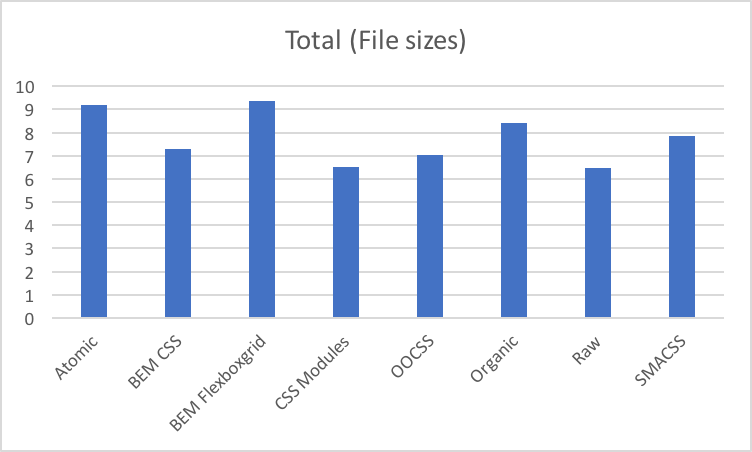 Total (File sizes)
10
9
8
7
6
5
4
3
2
1
0
Atomic
BEM CSS
BEM Flexboxgrid
CSS Modules
OOCSS
Organic
Raw
SMACSS